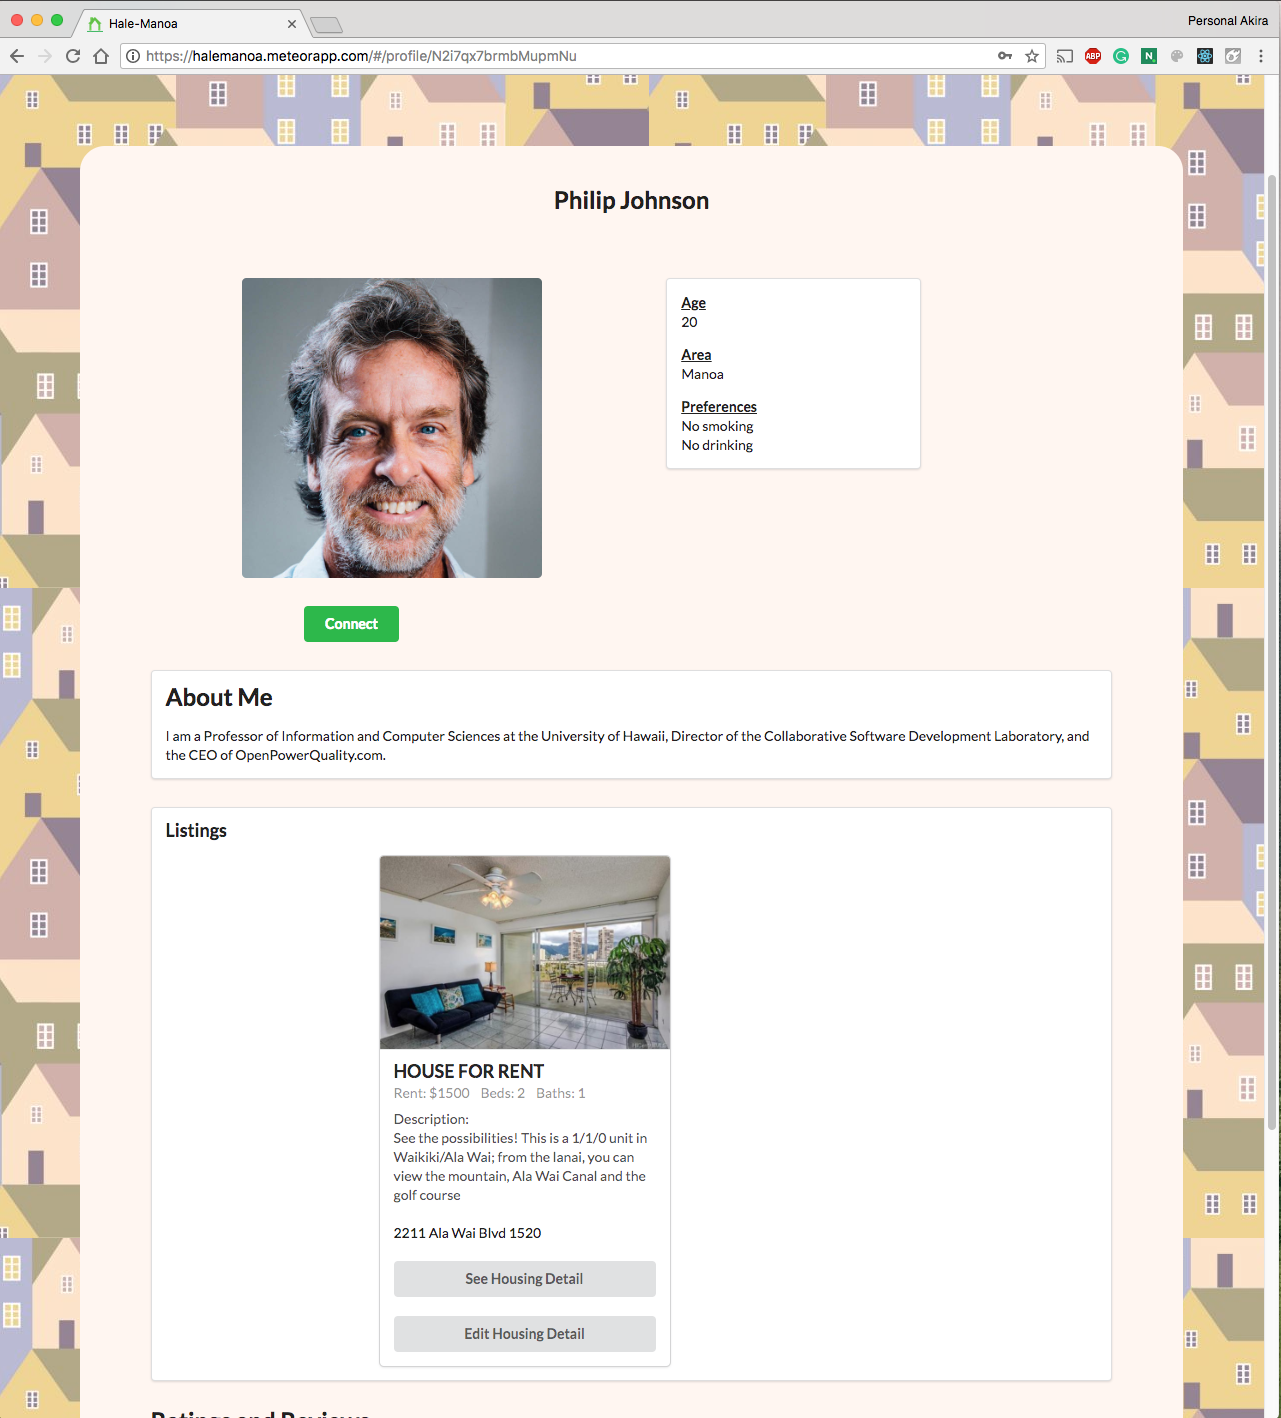 Hale-Manoa
Personal Akira
https://halemanoa.meteorapp.com/#/profile/N2i7qx7brmbMupmNu
ABP
G
N
Philip Johnson
Age
20
Area
Manoa
Preferences
No smoking
No drinking
Connect
About Me
I am a Professor of Information and Computer Sciences at the University of Hawaii, Director of the Collaborative Software Development Laboratory, and
the CEO of OpenPowerQuality.com.
Listings
HOUSE FOR RENT
Rent: $1500 Beds: 2 Baths: 1
Description:
See the possibilities! This is a 1/1/0 unit in
Waikiki/Ala Wai; from the lanai, you can
view the mountain, Ala Wai Canal and the
golf course
2211 Ala Wai Blvd 1520
See Housing Detail
Edit Housing Detail
Ratings and Reviews